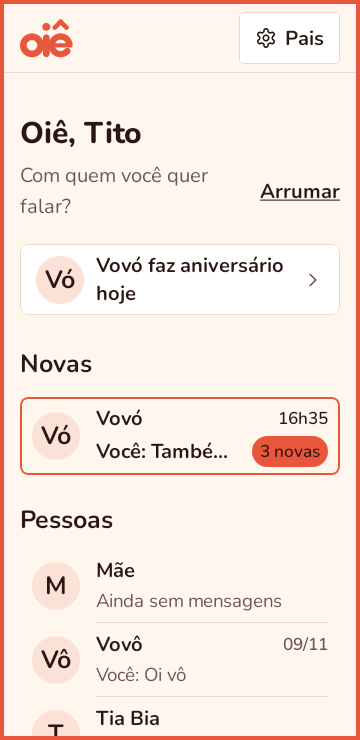 oiê
Pais
Oiê, Tito
Com quem você quer
falar?
Arrumar
Vó
Vovó faz aniversário
hoje
Novas
Vó
Vovó
16h35
Você: També...
3 novas
Pessoas
M
Mãe
Ainda sem mensagens
Vô
Vovô
09/11
Você: Oi vô
T
Tia Bia